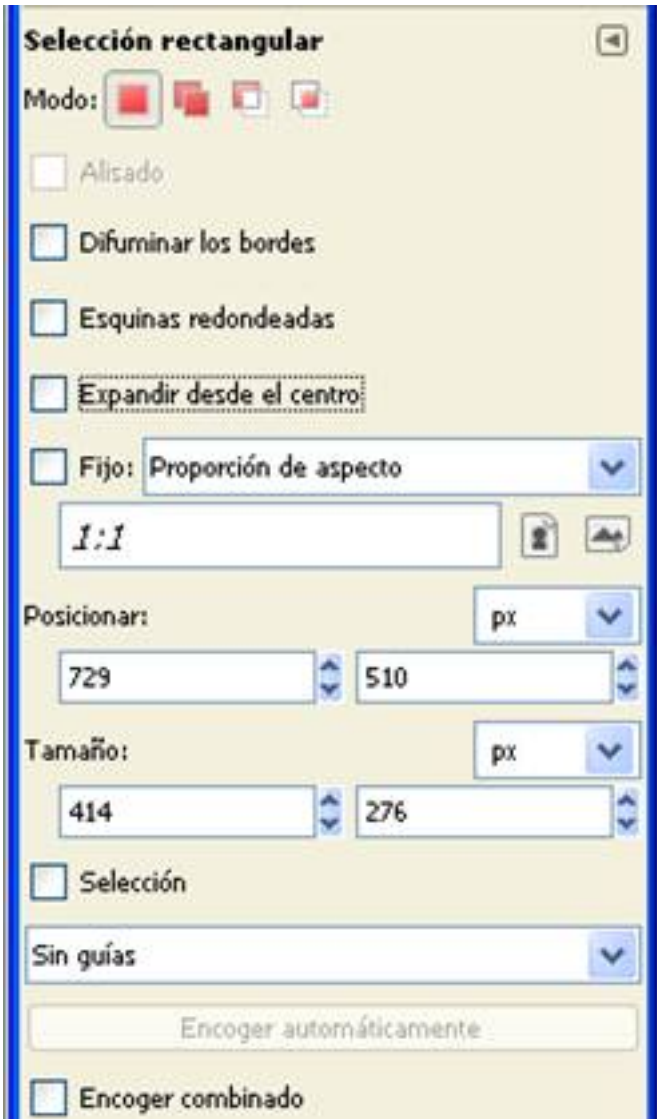 Selección rectangular
Modo:
Alisado
Difuminar los bordes
Esquinas redondeadas
Expandir desde el centro
Fijo: Proporción de aspecto
1:1
Posicionar: px
729 510
Tamaño: px
414 276
Selección
Sin guías
Encoger automáticamente
Encoger combinado